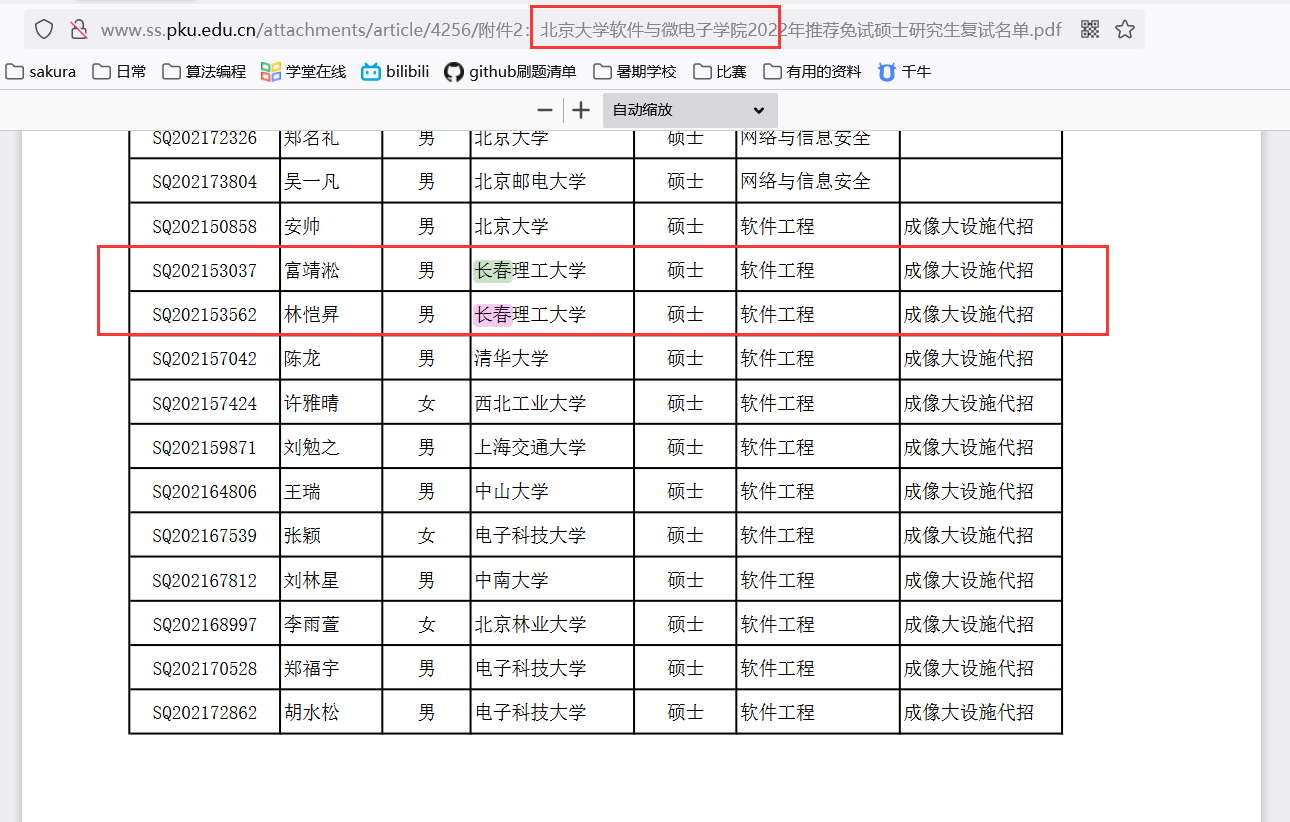 www.ss.pku.edu.cn/attachments/article/4256/附件2：北京大学软件与微电子学院2022年推荐免试硕士研究生复试名单.pdf
sakura 日常 算法编程 学堂在线 bilibili github刷题清单 暑期学校 比赛 有用的资料 千牛
自动缩放
SQ202172326 郑名礼 男 北京大学 硕士 网络与信息安全
SQ202173804 吴一凡 男 北京邮电大学 硕士 网络与信息安全
SQ202150858 安帅 男 北京大学 硕士 软件工程 成像大设施代招
SQ202153037 富靖淞 男 长春理工大学 硕士 软件工程 成像大设施代招
SQ202153562 林恺昇 男 长春理工大学 硕士 软件工程 成像大设施代招
SQ202157042 陈龙 男 清华大学 硕士 软件工程 成像大设施代招
SQ202157424 许雅晴 女 西北工业大学 硕士 软件工程 成像大设施代招
SQ202159871 刘勉之 男 上海交通大学 硕士 软件工程 成像大设施代招
SQ202164806 王瑞 男 中山大学 硕士 软件工程 成像大设施代招
SQ202167539 张颖 女 电子科技大学 硕士 软件工程 成像大设施代招
SQ202167812 刘林星 男 中南大学 硕士 软件工程 成像大设施代招
SQ202168997 李雨萱 女 北京林业大学 硕士 软件工程 成像大设施代招
SQ202170528 郑福宇 男 电子科技大学 硕士 软件工程 成像大设施代招
SQ202172862 胡水松 男 电子科技大学 硕士 软件工程 成像大设施代招